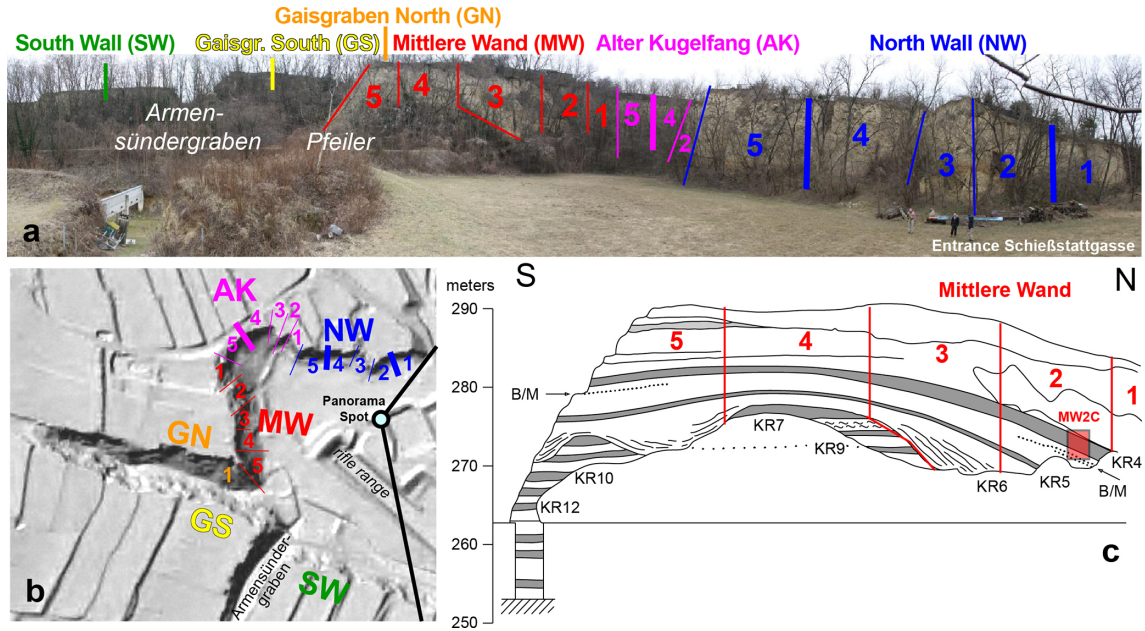 Gaisgraben North (GN)
South Wall (SW)
Gaisgr. South (GS)
Mittlere Wand (MW)
Alter Kugelfang (AK)
North Wall (NW)
5
4
3
2
1
5
4
2
5
4
3
2
1
Armen-
sündergraben
Pfeiler
a
Entrance Schießstattgasse
AK
5
4
3
2
1
NW
5
4
3
2
1
1
2
3
4
5
MW
Panorama
Spot
GN
1
rifle range
GS
Armensünder-
graben
SW
b
S
N
meters
290
280
270
260
250
Mittlere Wand
5
4
3
2
1
B/M
MW2C
KR7
KR9
KR10
KR12
KR6
KR5
KR4
B/M
c